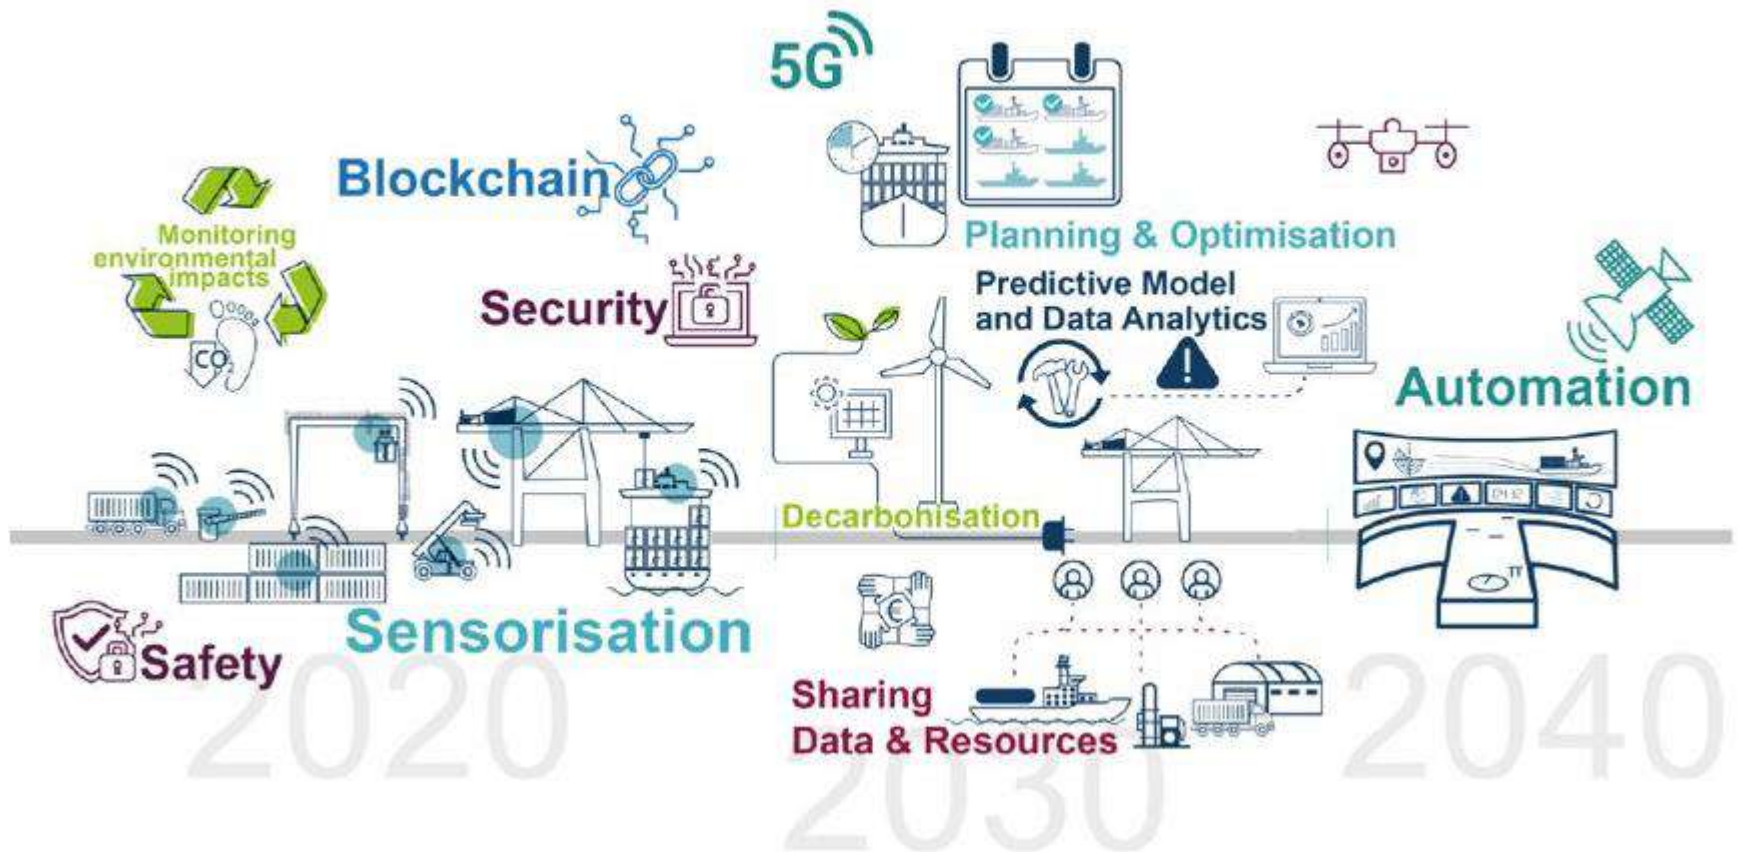 5G
Blockchain
Monitoring
environmental
impacts
CO2
Security
Planning & Optimisation
Predictive Model
and Data Analytics
Automation
Decarbonisation
Safety
Sensorisation
Sharing
Data & Resources
2020
2030
2040